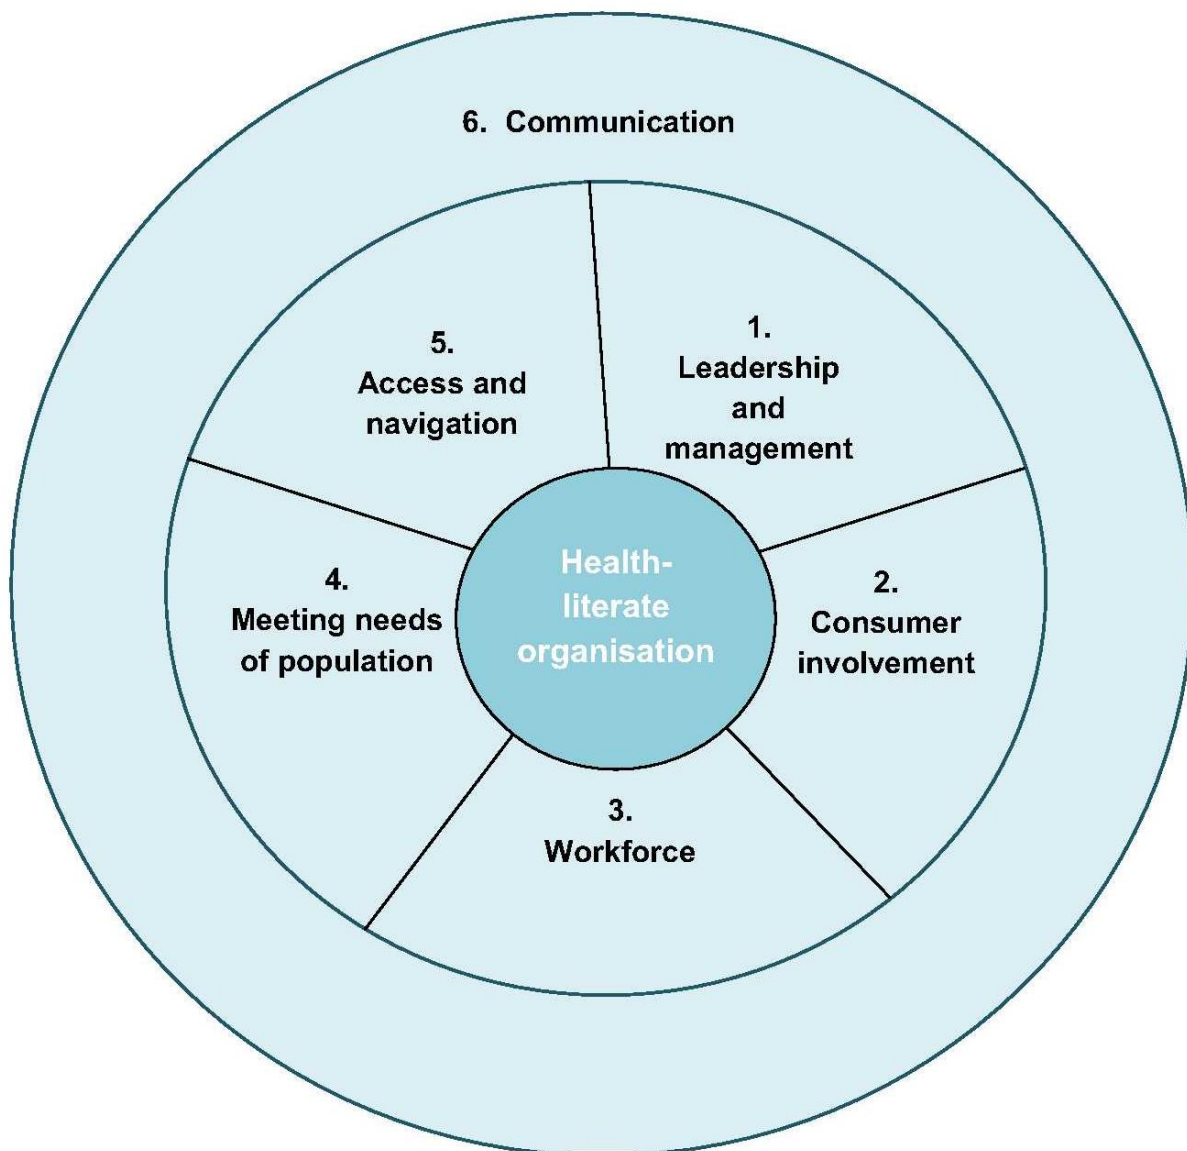 6. Communication
5.
Access and
navigation
1.
Leadership
and
management
Health-
literate
organisation
4.
Meeting needs
of population
2.
Consumer
involvement
3.
Workforce